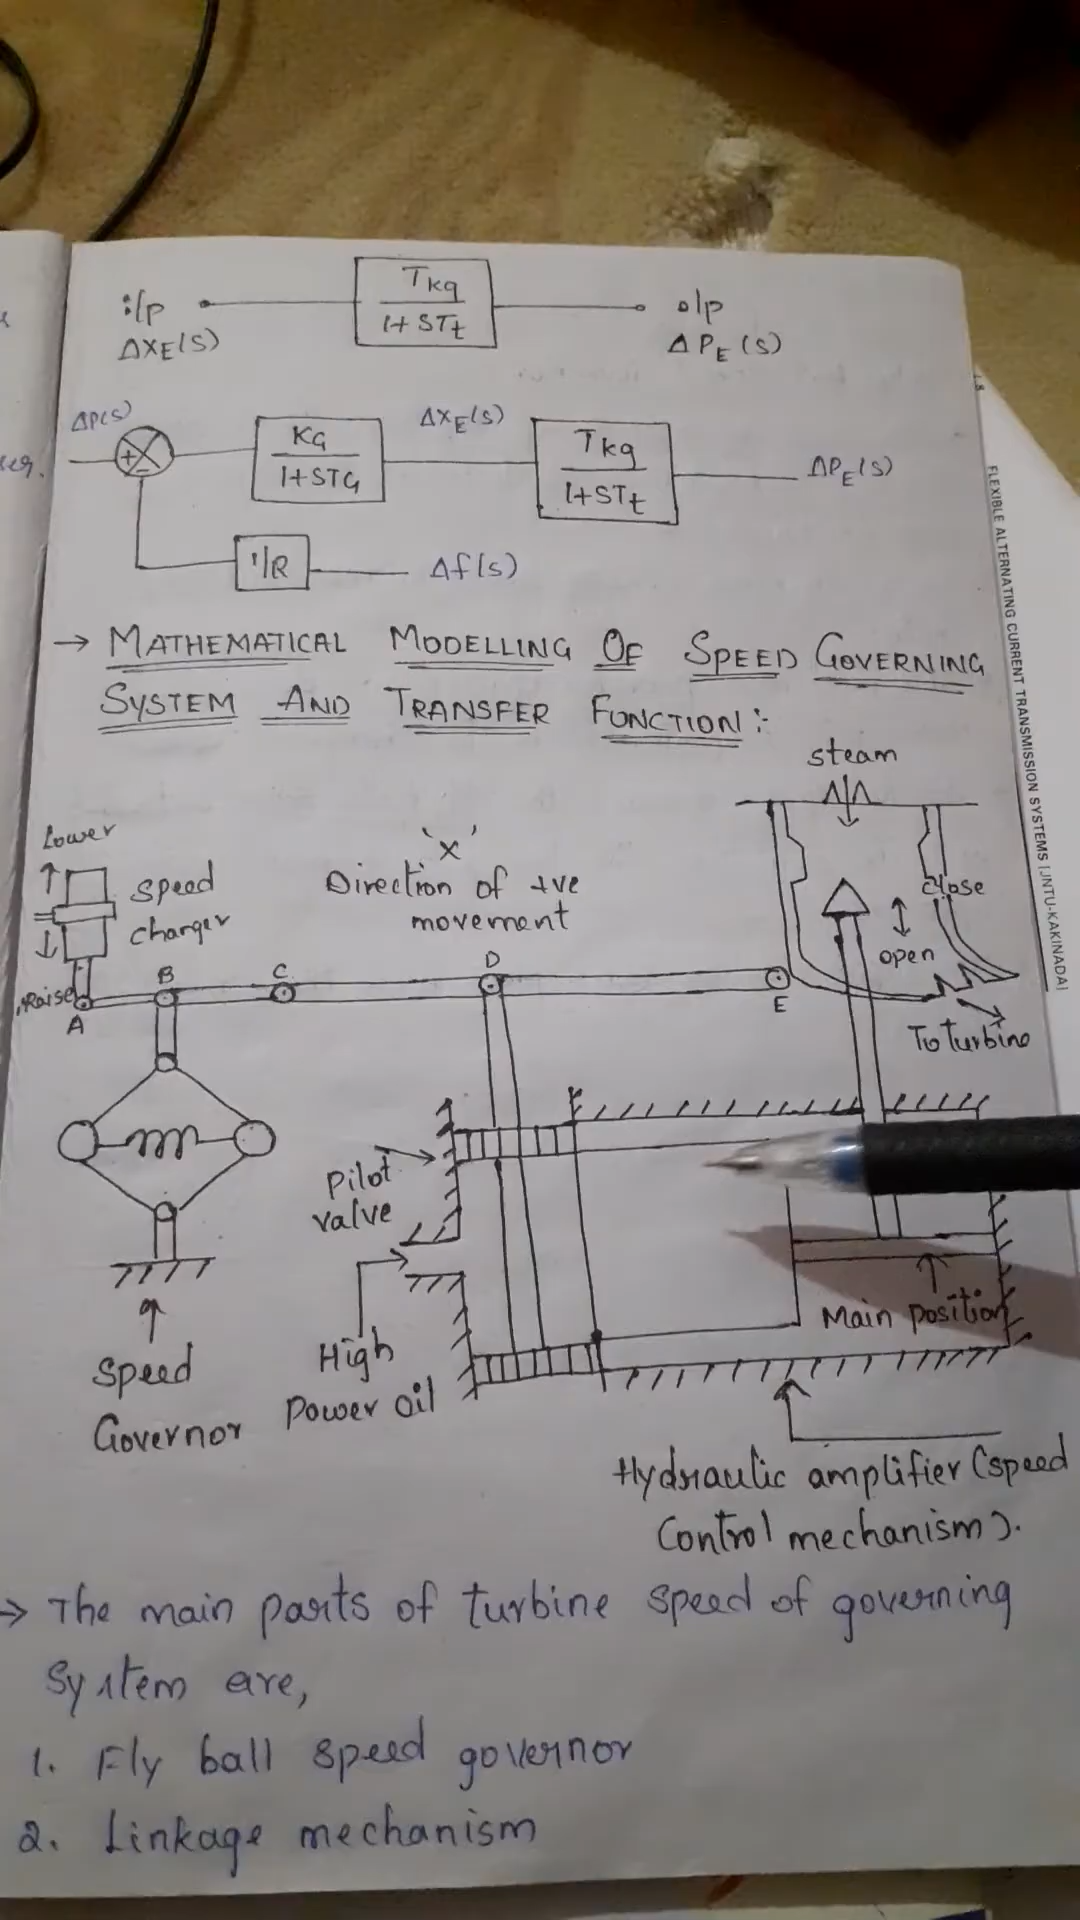 i/p
ΔXE(S)
Tkg
1+STt
o/p
ΔPE(S)
ΔP(S)
+
-
KG
1+STG
ΔXE(S)
Tkg
1+STt
ΔPE(S)
1/R
Δf(S)
→ MATHEMATICAL MODELLING OF SPEED GOVERNING
SYSTEM AND TRANSFER FUNCTION :-
steam
Lower
speed
changer
Raise
'x'
Direction of +ve
movement
close
open
To turbine
A
B
C
D
E
Pilot
valve
High
Power oil
Main position
Speed
Governor
Hydraulic amplifier (speed
Control mechanism).
→ The main parts of turbine speed of governing
System are,
1. Fly ball speed governor
2. Linkage mechanism
FLEXIBLE ALTERNATING CURRENT TRANSMISSION SYSTEMS [JNTU-KAKINADA]